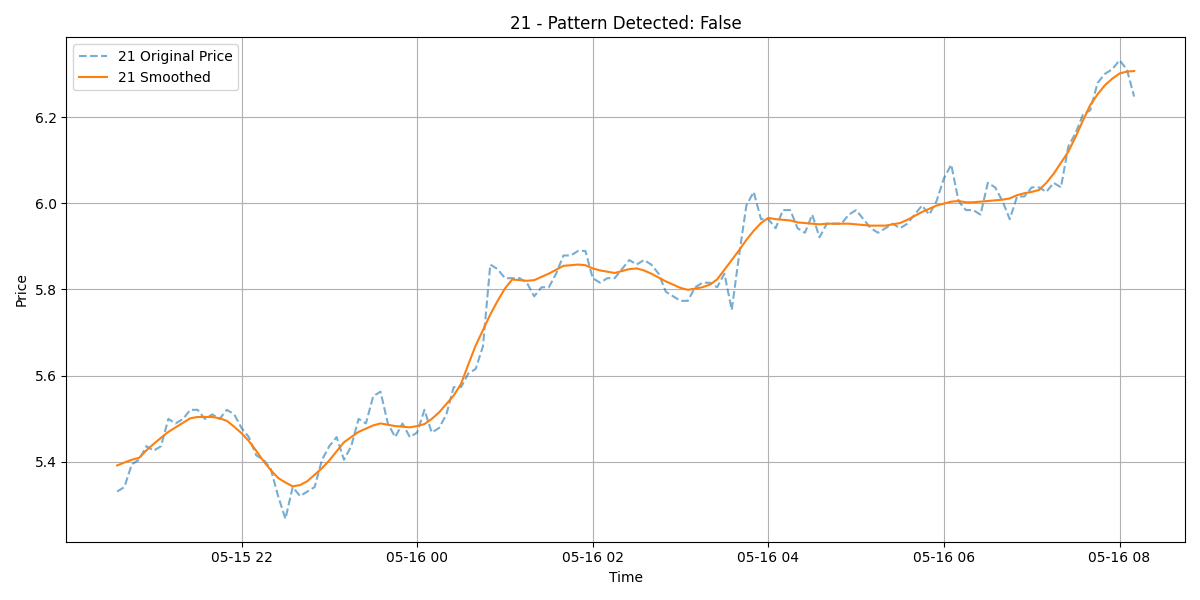 21 - Pattern Detected: False
21 Original Price
21 Smoothed
Price
6.2
6.0
5.8
5.6
5.4
05-15 22
05-16 00
05-16 02
05-16 04
05-16 06
05-16 08
Time